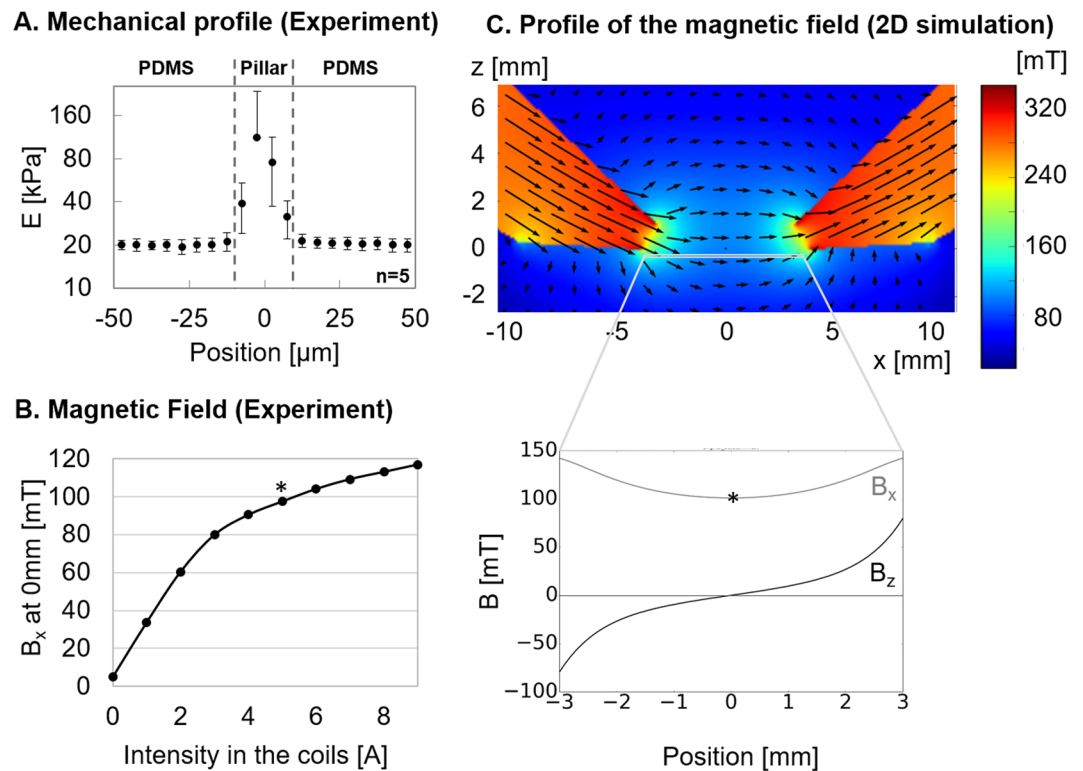 A. Mechanical profile (Experiment)
PDMS Pillar PDMS
E [kPa]
160
80
40
20
10
n=5
-50 -25 0 25 50
Position [µm]
B. Magnetic Field (Experiment)
Bx at 0mm [mT]
120
100
80
60
40
20
0
*
0 2 4 6 8
Intensity in the coils [A]
C. Profile of the magnetic field (2D simulation)
z [mm]
[mT]
6
4
2
0
-2
320
240
160
80
-10 -5 0 5 10
x [mm]
B [mT]
150
100
50
0
−50
−100
Bx
*
Bz
−3 −2 −1 0 1 2 3
Position [mm]